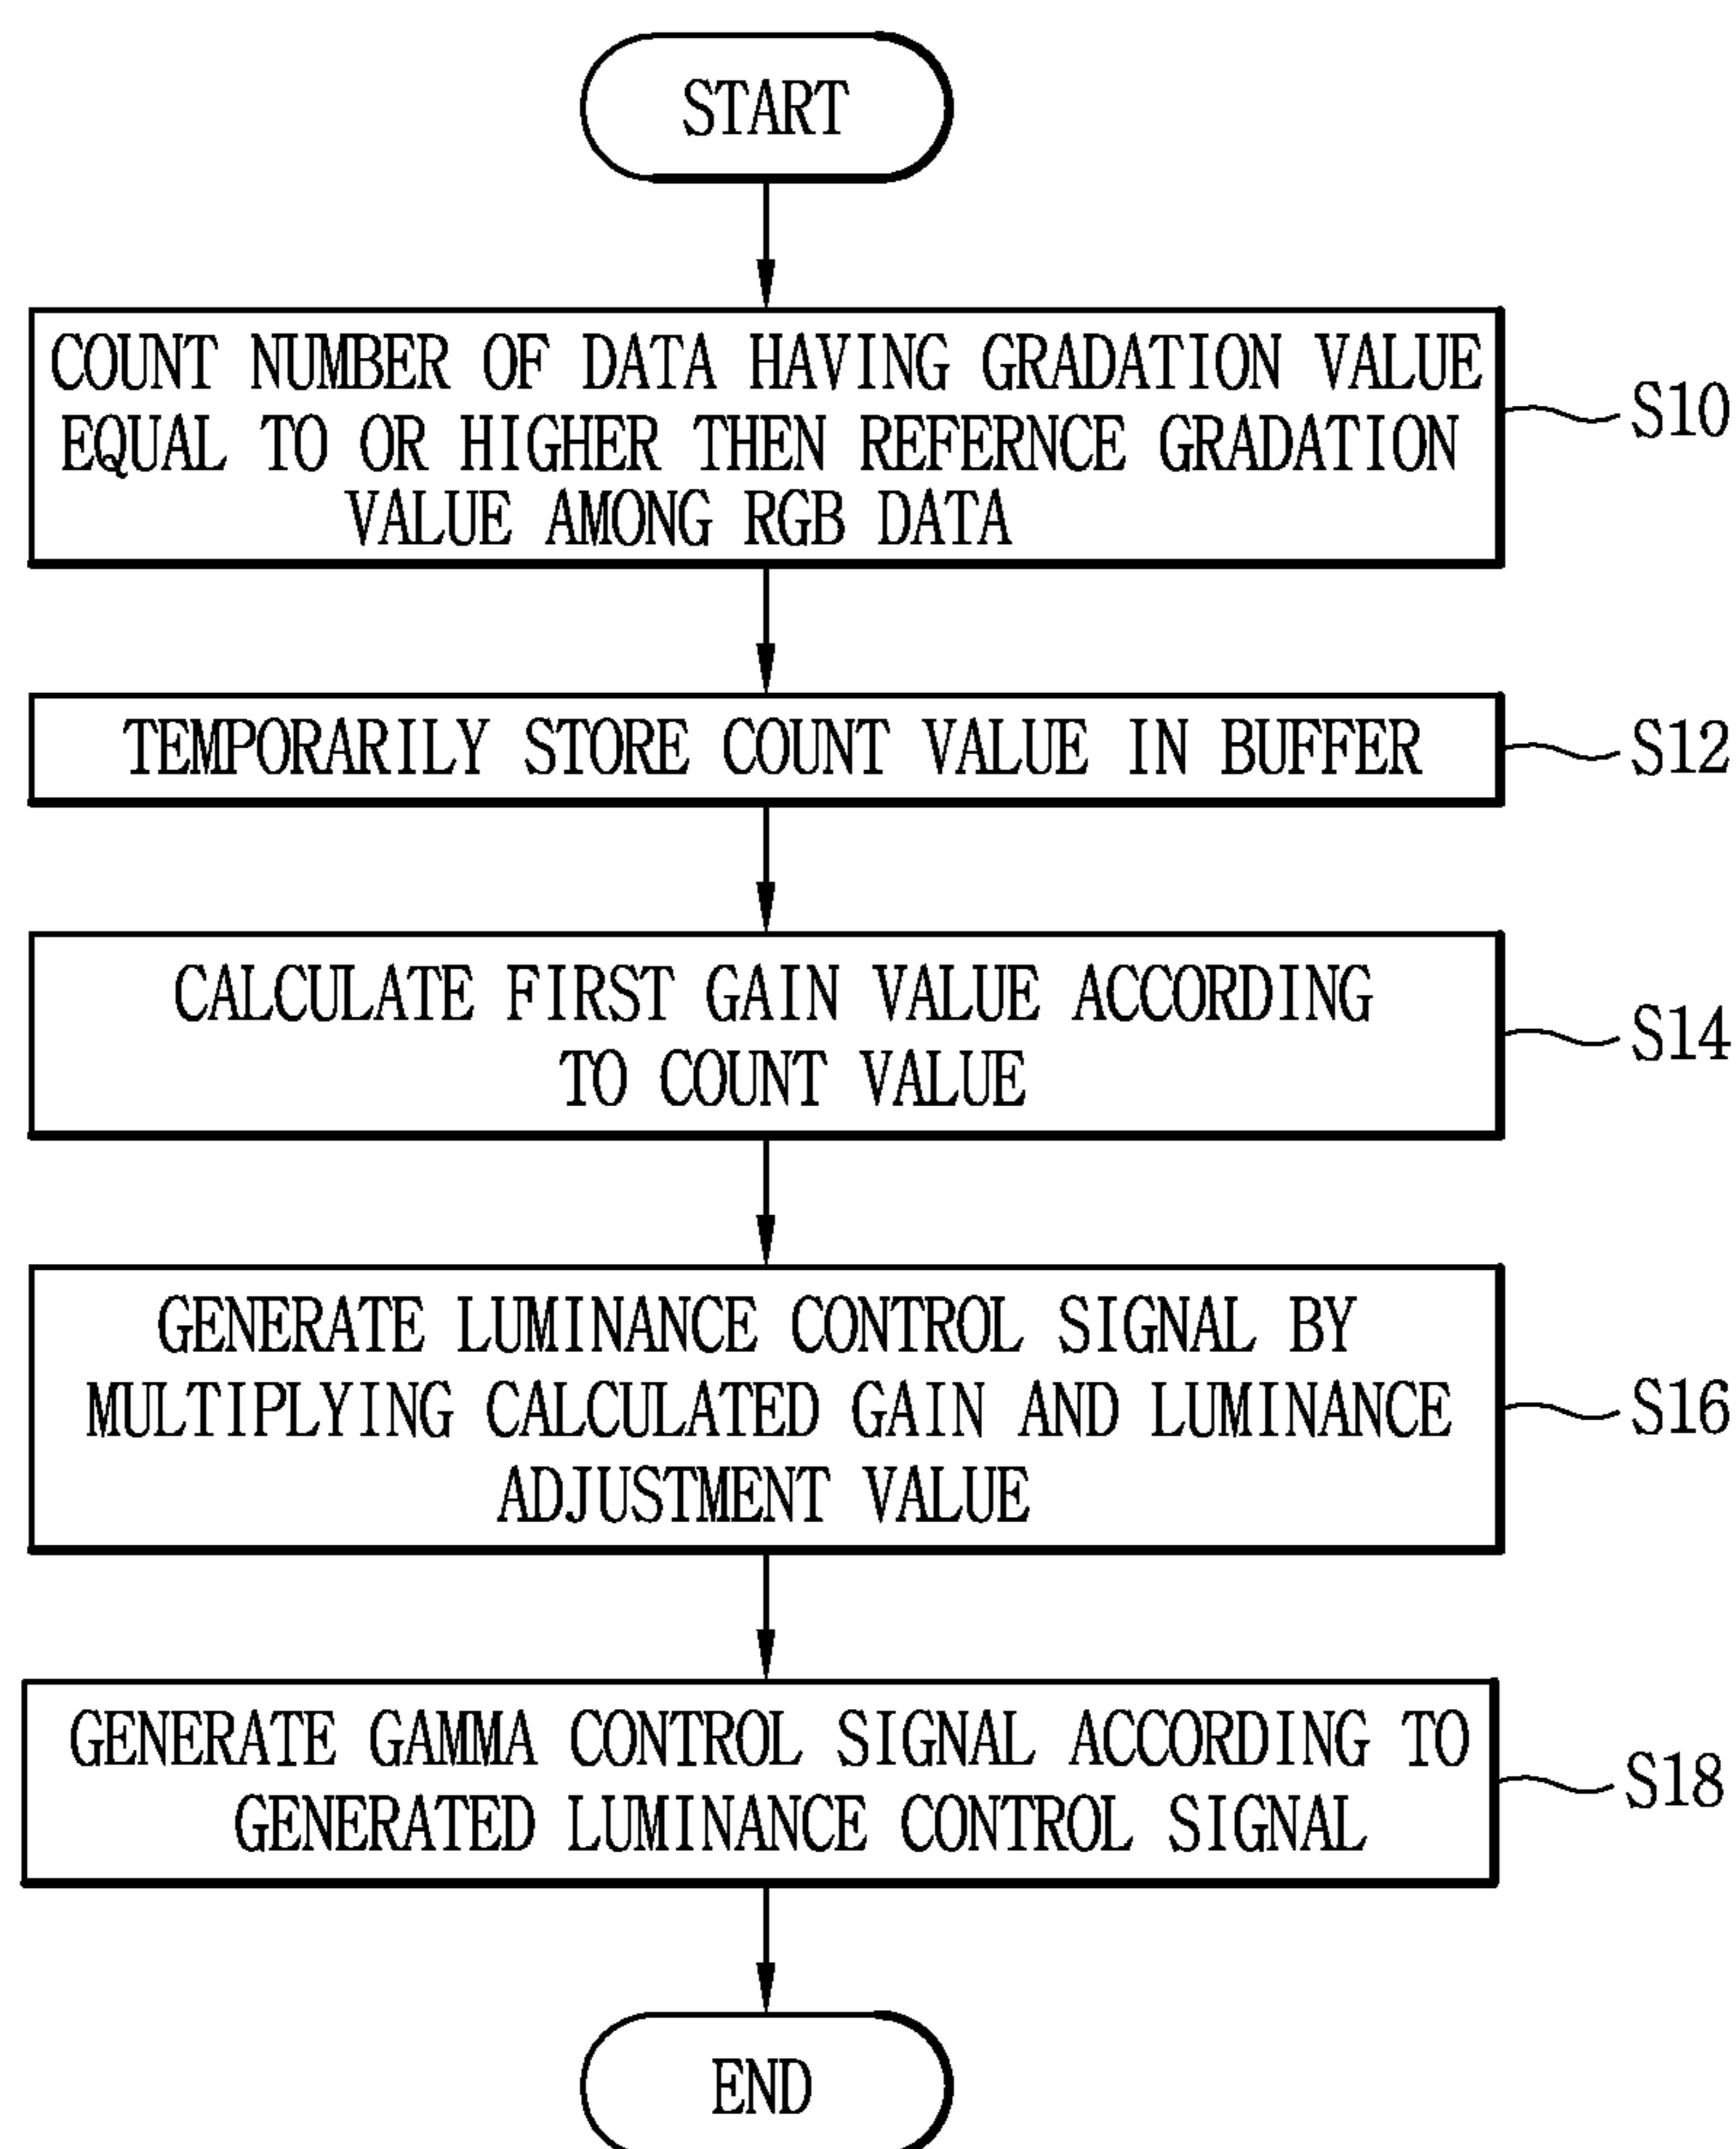 START
COUNT NUMBER OF DATA HAVING GRADATION VALUE
EQUAL TO OR HIGHER THEN REFERNCE GRADATION
VALUE AMONG RGB DATA
S10
TEMPORARILY STORE COUNT VALUE IN BUFFER
S12
CALCULATE FIRST GAIN VALUE ACCORDING
TO COUNT VALUE
S14
GENERATE LUMINANCE CONTROL SIGNAL BY
MULTIPLYING CALCULATED GAIN AND LUMINANCE
ADJUSTMENT VALUE
S16
GENERATE GAMMA CONTROL SIGNAL ACCORDING TO
GENERATED LUMINANCE CONTROL SIGNAL
S18
END